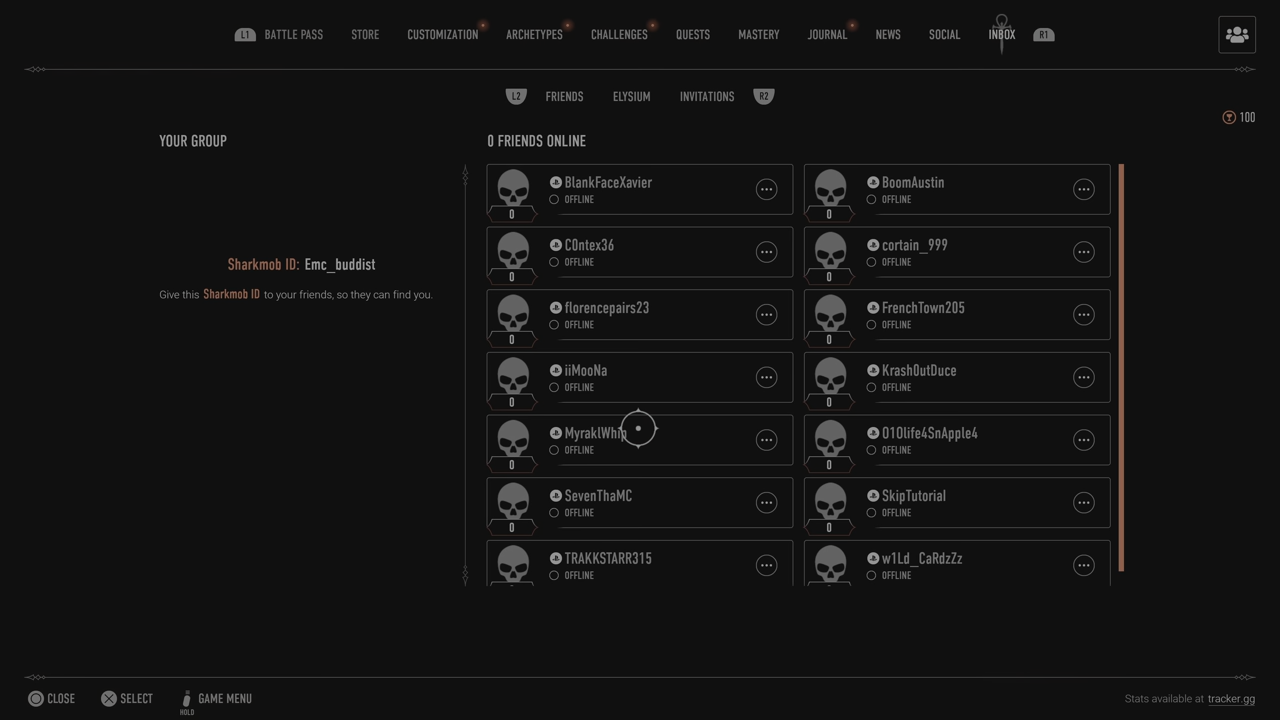 L1 BATTLE PASS STORE CUSTOMIZATION ARCHETYPES CHALLENGES QUESTS MASTERY JOURNAL NEWS SOCIAL INBOX R1
L2 FRIENDS ELYSIUM INVITATIONS R2
100
YOUR GROUP
Sharkmob ID: Emc_buddist
Give this Sharkmob ID to your friends, so they can find you.
0 FRIENDS ONLINE
BlankFaceXavier
OFFLINE
0
BoomAustin
OFFLINE
0
C0ntex36
OFFLINE
0
cortain_999
OFFLINE
0
florencepairs23
OFFLINE
0
FrenchTown205
OFFLINE
0
iiMooNa
OFFLINE
0
Krash0utDuce
OFFLINE
0
MyraklWhip
OFFLINE
0
O1Olife4SnApple4
OFFLINE
0
SevenThaMC
OFFLINE
0
SkipTutorial
OFFLINE
0
TRAKKSTARR315
OFFLINE
w1Ld_CaRdzZz
OFFLINE
CLOSE SELECT HOLD GAME MENU
Stats available at tracker.gg